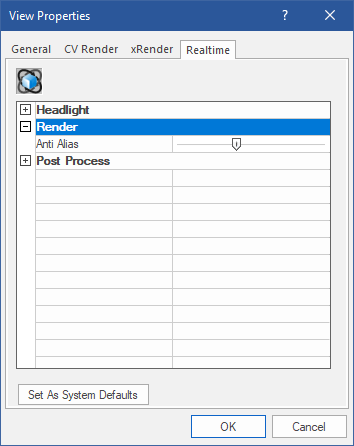 View Properties
General CV Render xRender Realtime
Headlight
Render
Anti Alias
Post Process
Set As System Defaults
OK Cancel